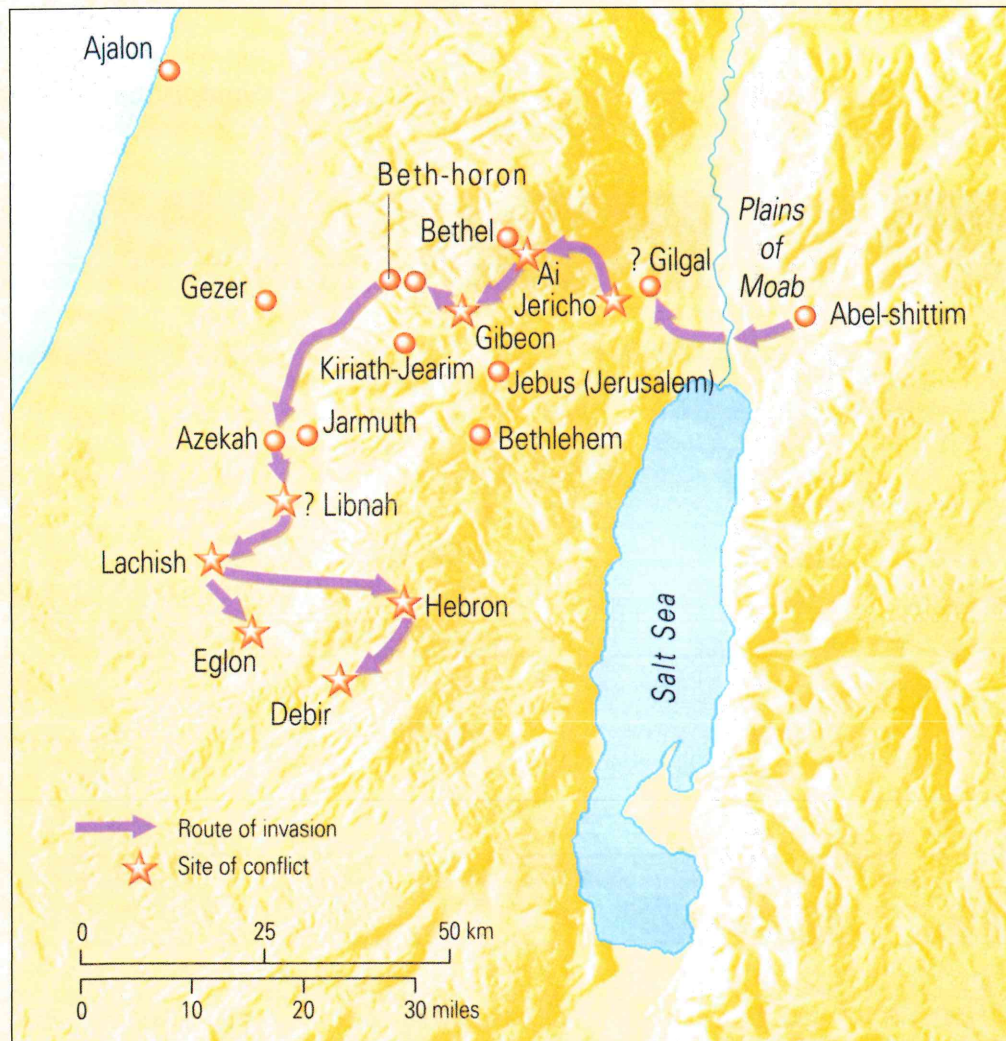 Ajalon
Beth-horon
Bethel
Plains
of
Moab
? Gilgal
Ai
Gezer
Jericho
Abel-shittim
Gibeon
Kiriath-Jearim
Jebus (Jerusalem)
Jarmuth
Azekah
Bethlehem
? Libnah
Lachish
Hebron
Salt Sea
Eglon
Debir
Route of invasion
Site of conflict
0 25 50 km
0 10 20 30 miles